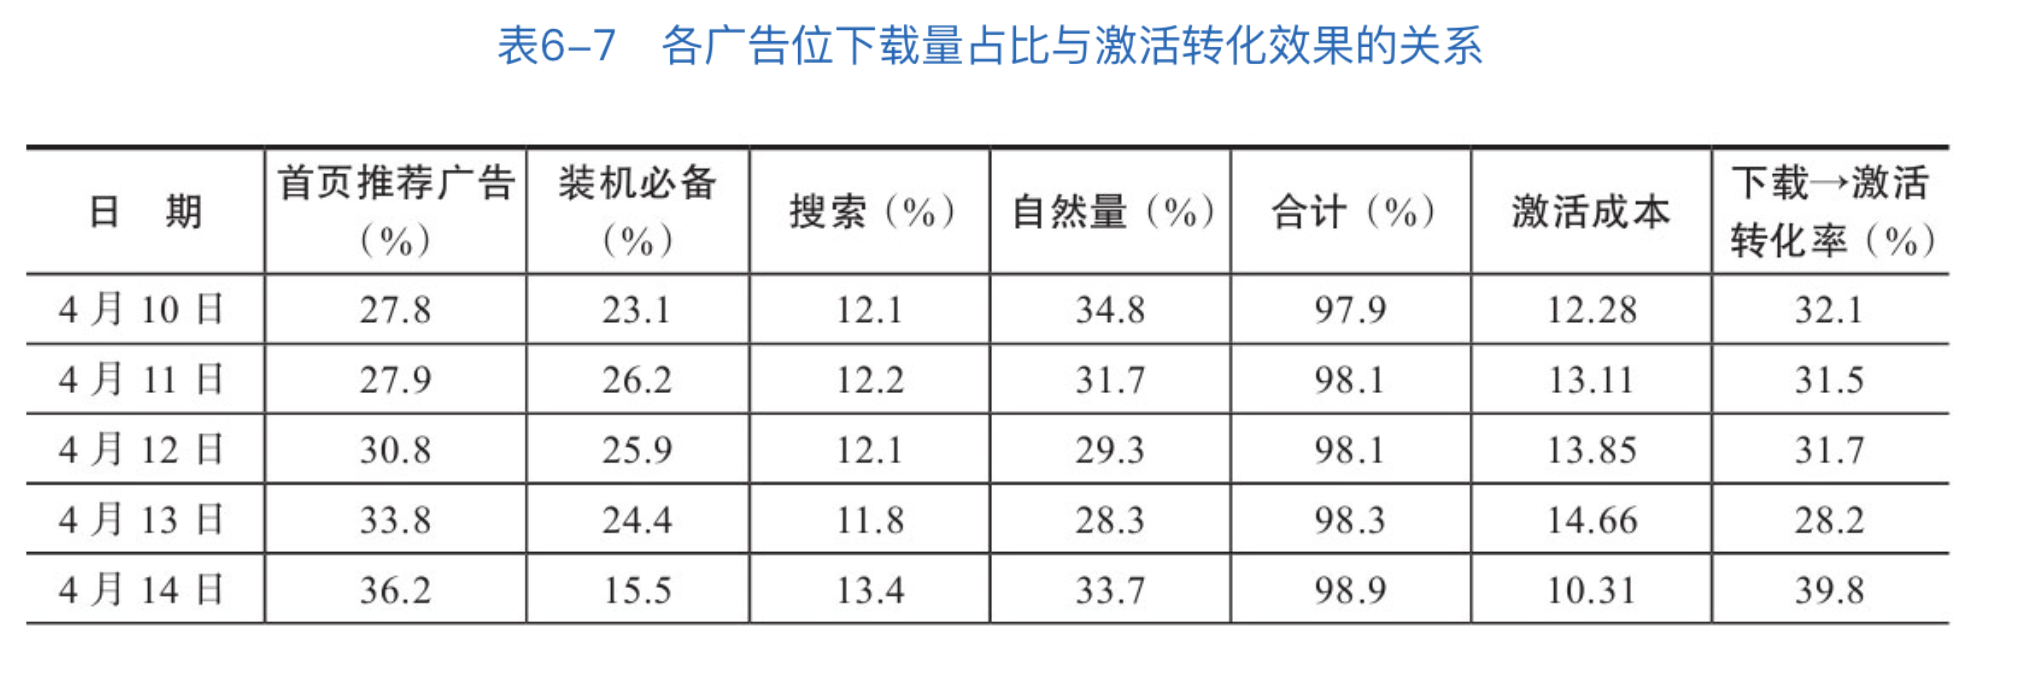 表6-7 各广告位下载量占比与激活转化效果的关系
日 期 首页推荐广告(%) 装机必备(%) 搜索(%) 自然量(%) 合计(%) 激活成本 下载→激活转化率(%)
4月10日 27.8 23.1 12.1 34.8 97.9 12.28 32.1
4月11日 27.9 26.2 12.2 31.7 98.1 13.11 31.5
4月12日 30.8 25.9 12.1 29.3 98.1 13.85 31.7
4月13日 33.8 24.4 11.8 28.3 98.3 14.66 28.2
4月14日 36.2 15.5 13.4 33.7 98.9 10.31 39.8